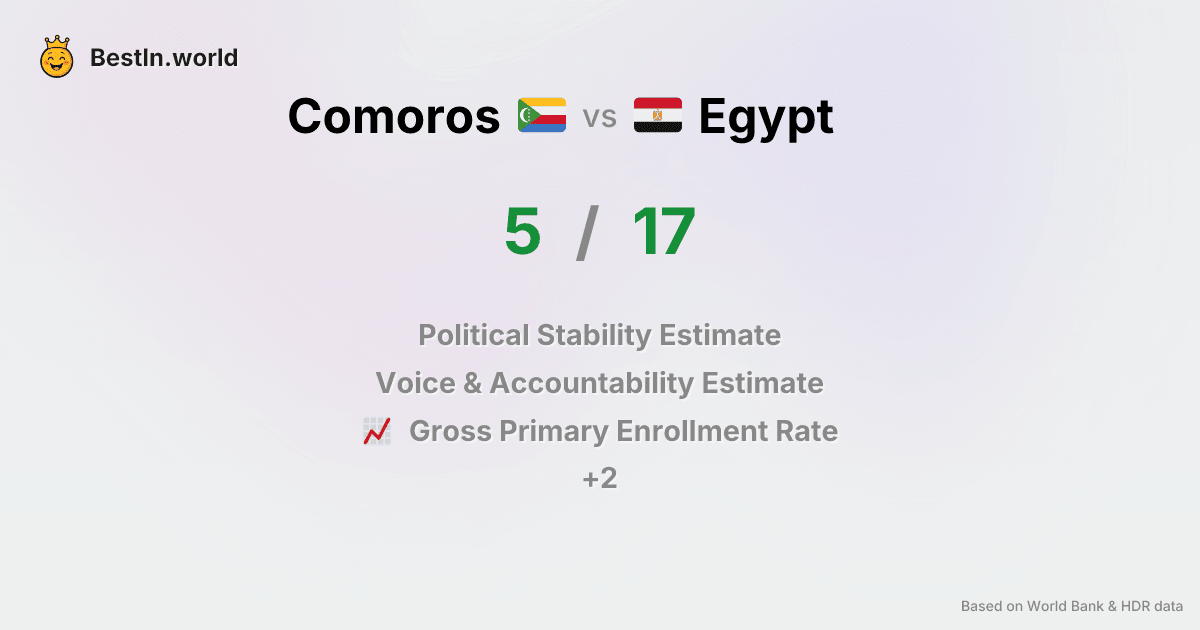 BestIn.world
Comoros vs Egypt
5 / 17
Political Stability Estimate
Voice & Accountability Estimate
Gross Primary Enrollment Rate
+2
Based on World Bank & HDR data